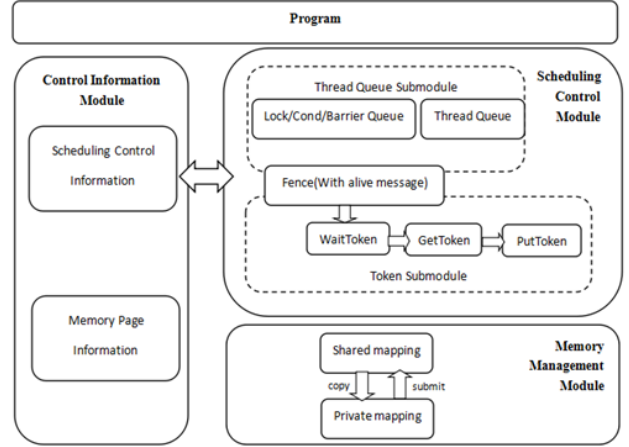 Program
Control Information
Module
Scheduling Control
Information
Memory Page
Information
Scheduling
Control
Module
Thread Queue Submodule
Lock/Cond/Barrier Queue
Thread Queue
Fence(With alive message)
WaitToken
GetToken
PutToken
Token Submodule
Memory
Management
Module
Shared mapping
copy
submit
Private mapping